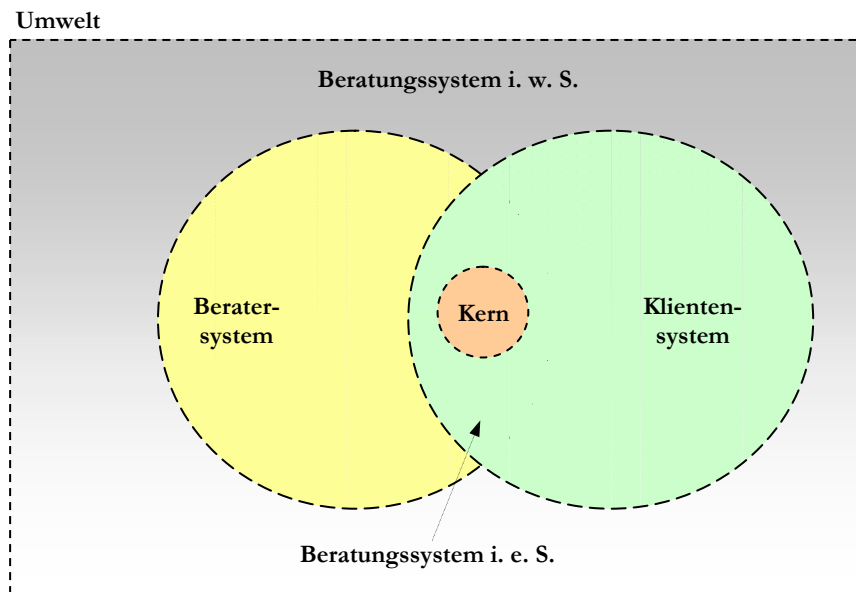 Umwelt
Beratungssystem i. w. S.
Berater-
system
Kern
Klienten-
system
Beratungssystem i. e. S.